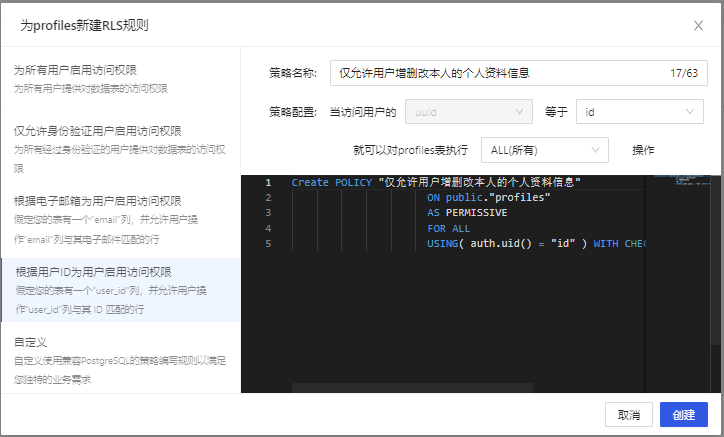 为profiles新建RLS规则
为所有用户启用访问权限
为所有用户提供对数据表的访问权限
仅允许身份验证用户启用访问权限
为所有经过身份验证的用户提供对数据表的访问权
限
根据电子邮箱为用户启用访问权限
假定您的表有一个“email”列，并允许用户操
作“email”列与其电子邮件匹配的行
根据用户ID为用户启用访问权限
假定您的表有一个“user_id”列，并允许用户操
作“user_id”列与其 ID 匹配的行
自定义
自定义使用兼容PostgreSQL的策略编写规则以满足
您独特的业务需求
策略名称: 仅允许用户增删改本人的个人资料信息 17/63
策略配置: 当访问用户的 uuid 等于 id
就可以对profiles表执行 ALL(所有) 操作
1 Create POLICY "仅允许用户增删改本人的个人资料信息"
2 ON public."profiles"
3 AS PERMISSIVE
4 FOR ALL
5 USING( auth.uid() = "id" ) WITH CHEC
取消 创建